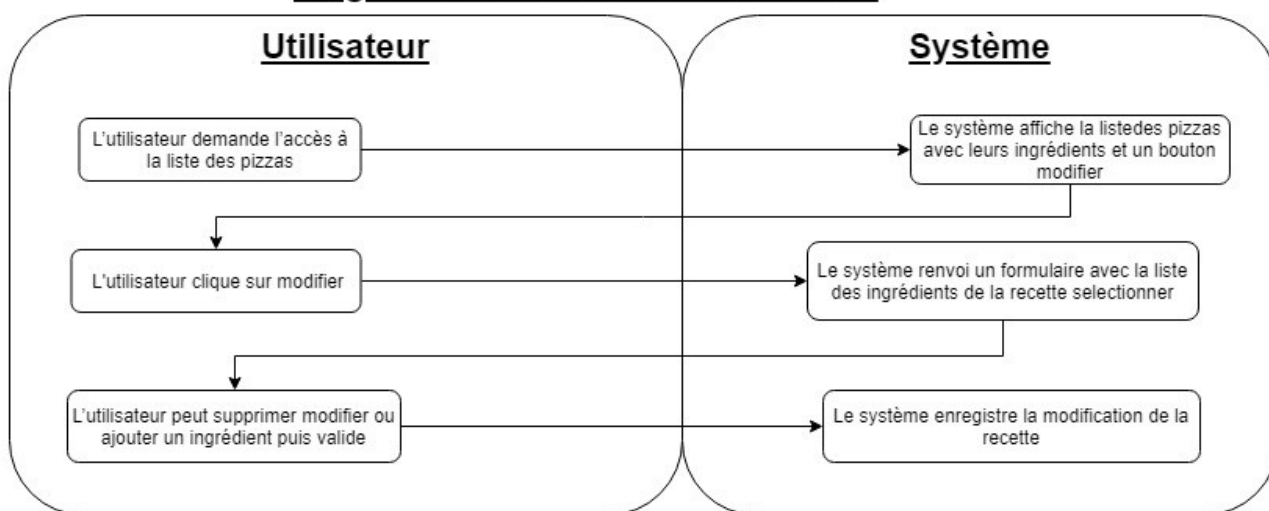 Utilisateur
Système
L'utilisateur demande l'accès à
la liste des pizzas
Le système affiche la listedes pizzas
avec leurs ingrédients et un bouton
modifier
L'utilisateur clique sur modifier
Le système renvoi un formulaire avec la liste
des ingrédients de la recette selectionner
L'utilisateur peut supprimer modifier ou
ajouter un ingrédient puis valide
Le système enregistre la modification de la
recette